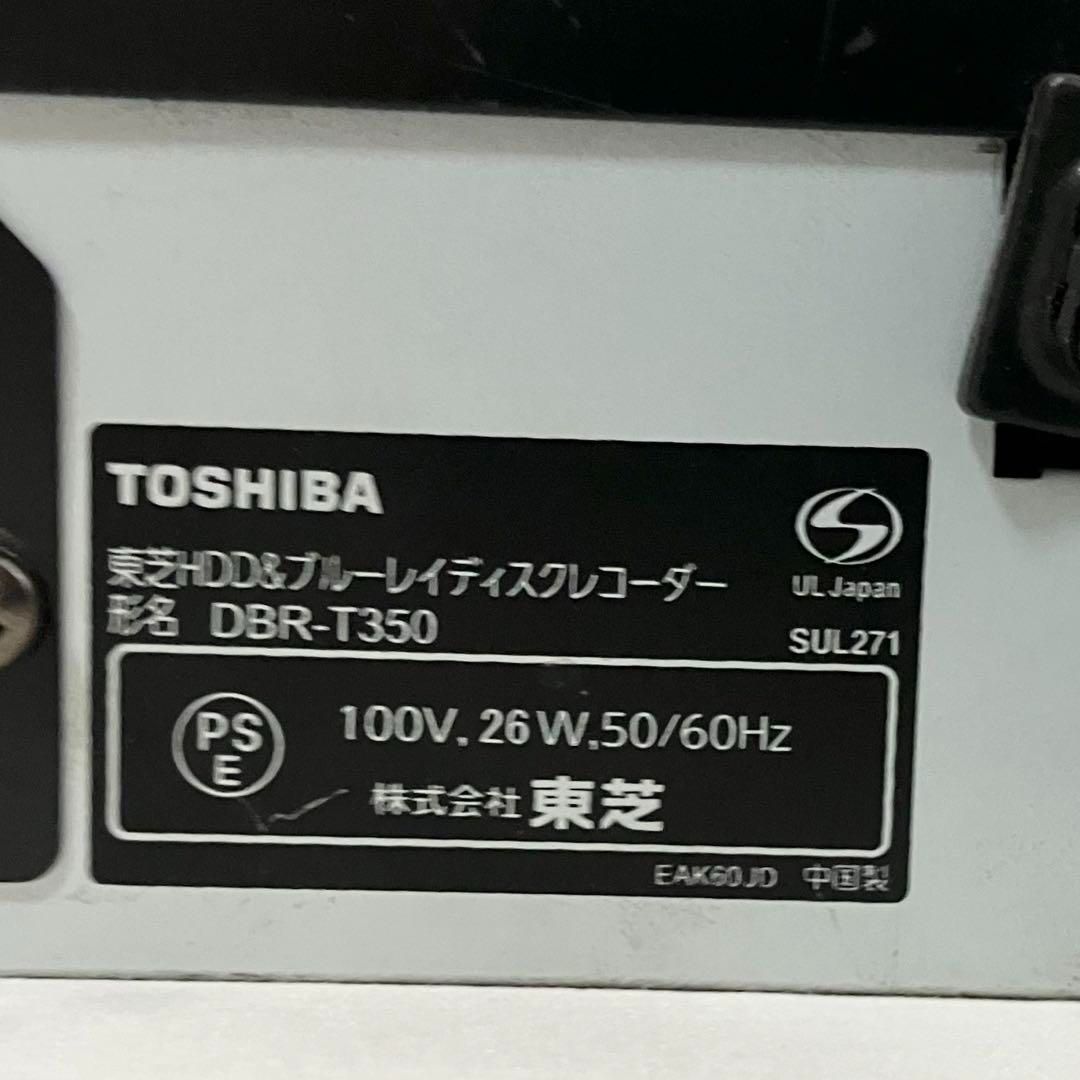 TOSHIBA
東芝HDD&ブルーレイディスクレコーダー
形名 DBR-T350
UL Japan
SUL271
PS
E
100V, 26W, 50/60Hz
株式会社 東芝
EAK60JD 中国製